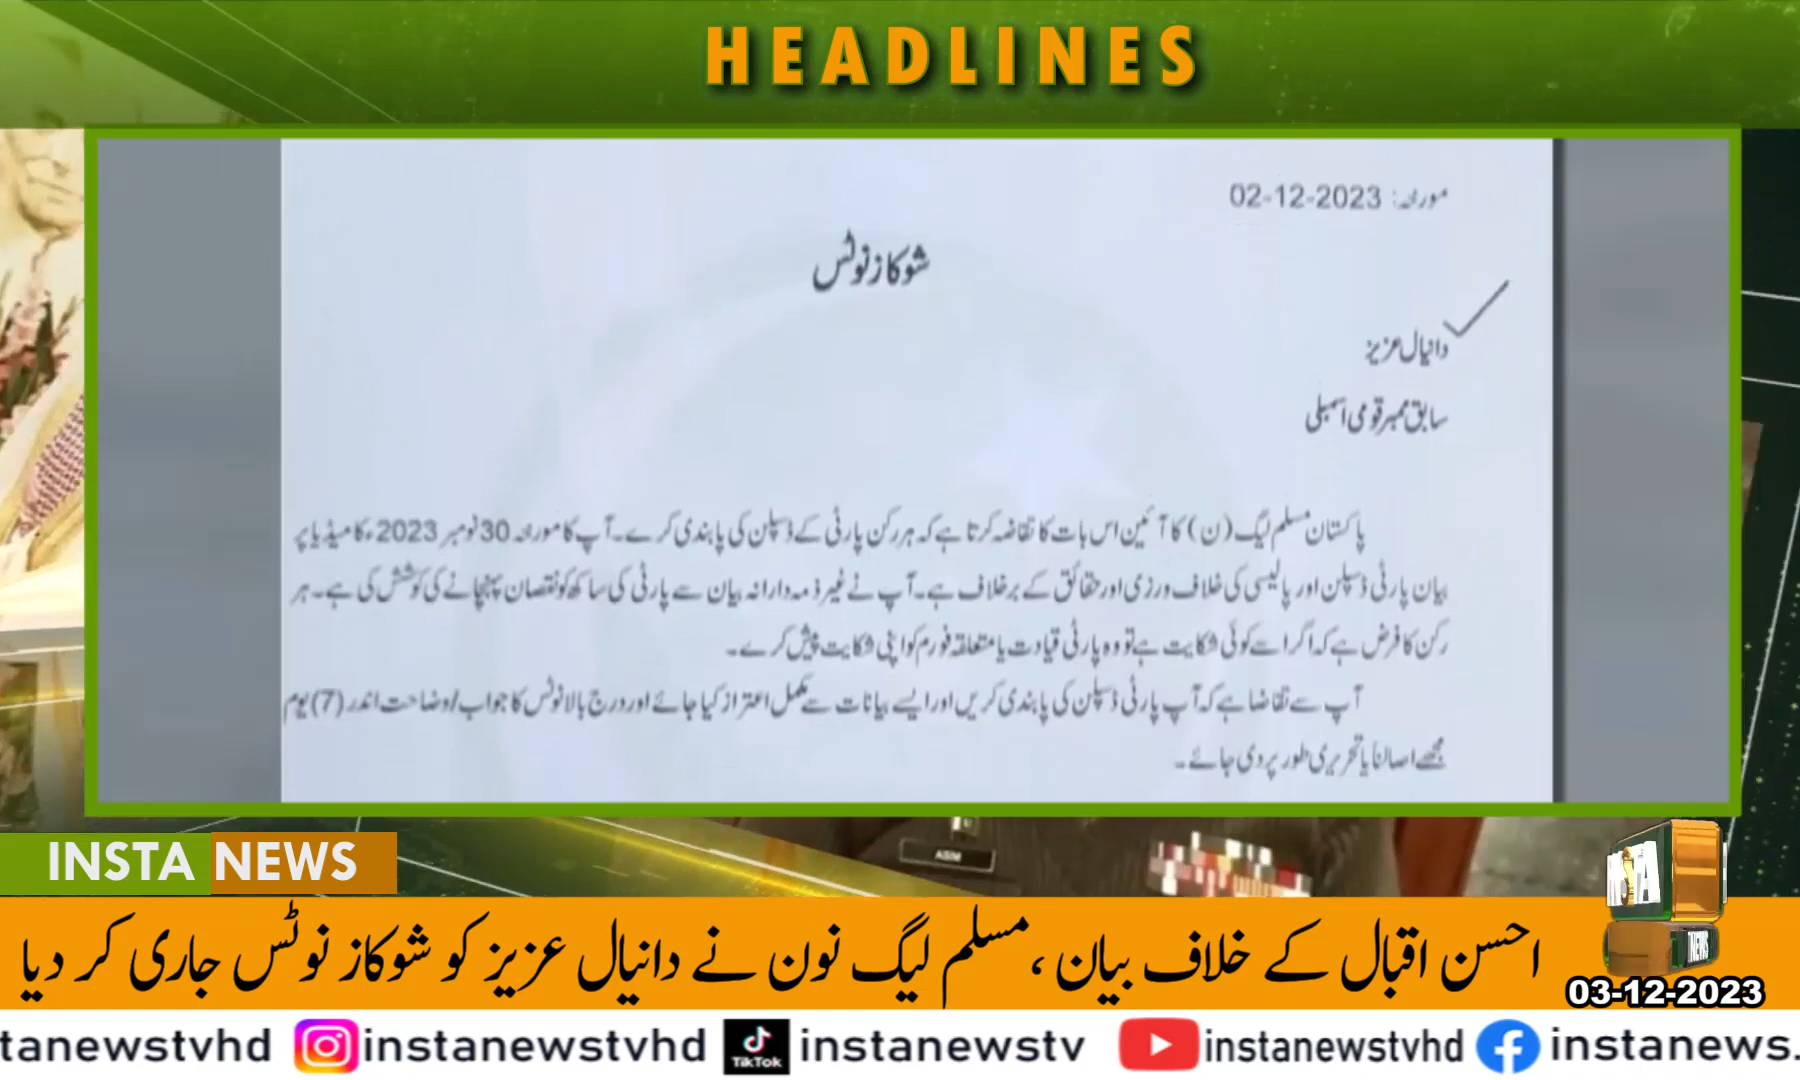 HEADLINES
مورخہ: 02-12-2023
شوکاز نوٹس
دانیال عزیز
سابق ممبر قومی اسمبلی
پاکستان مسلم لیگ (ن) کا آئین اس بات کا تقاضہ کرتا ہے کہ ہر رکن پارٹی کے ڈسپلن کی پابندی کرے۔ آپ کا مورخہ 30 نومبر 2023ء کا میڈیا پر
بیان پارٹی ڈسپلن اور پالیسی کی خلاف ورزی اور حقائق کے برخلاف ہے۔ آپ نے غیر ذمہ دارانہ بیان سے پارٹی کی ساکھ کو نقصان پہنچانے کی کوشش کی ہے۔ ہر
رکن کا فرض ہے کہ اگر اسے کوئی شکایت ہے تو وہ پارٹی قیادت یا متعلقہ فورم کو اپنی شکایت پیش کرے۔
آپ سے تقاضا ہے کہ آپ پارٹی ڈسپلن کی پابندی کریں اور ایسے بیانات سے مکمل اعتراز کیا جائے اور درج بالا نوٹس کا جواب/وضاحت اندر (7) یوم
مجھے اصالتاً یا تحریری طور پر دی جائے۔
ASIM
INSTA NEWS
INSTA
NEWS
احسن اقبال کے خلاف بیان، مسلم لیگ نون نے دانیال عزیز کو شوکاز نوٹس جاری کر دیا
03-12-2023
tanewstvhd instanewstvhd TikTok instanewstv instanewstvhd instanews.